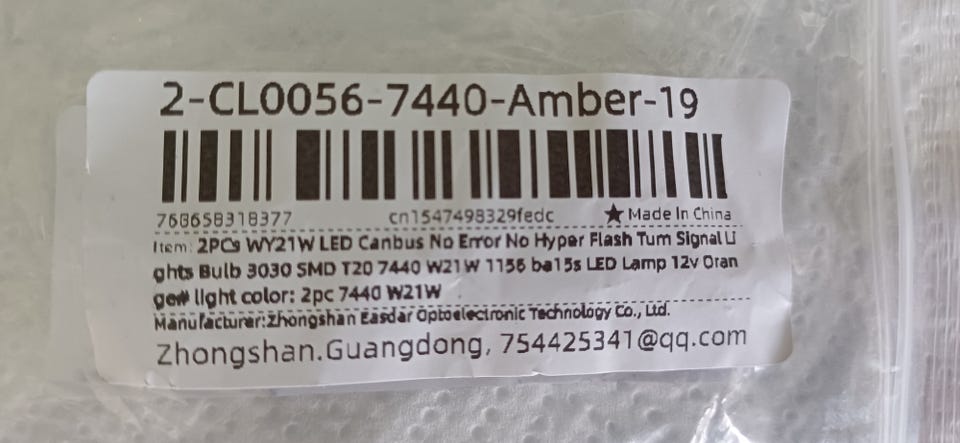 2-CL0056-7440-Amber-19
768658318377 cn1547498329fedc ★Made In China
Item: 2PCs WY21W LED Canbus No Error No Hyper Flash Turn Signal Li
ghts Bulb 3030 SMD T20 7440 W21W 1156 ba15s LED Lamp 12v Oran
ge# light color: 2pc 7440 W21W
Manufacturer:Zhongshan Easdar Optoelectronic Technology Co., Ltd.
Zhongshan.Guangdong, 754425341@qq.com